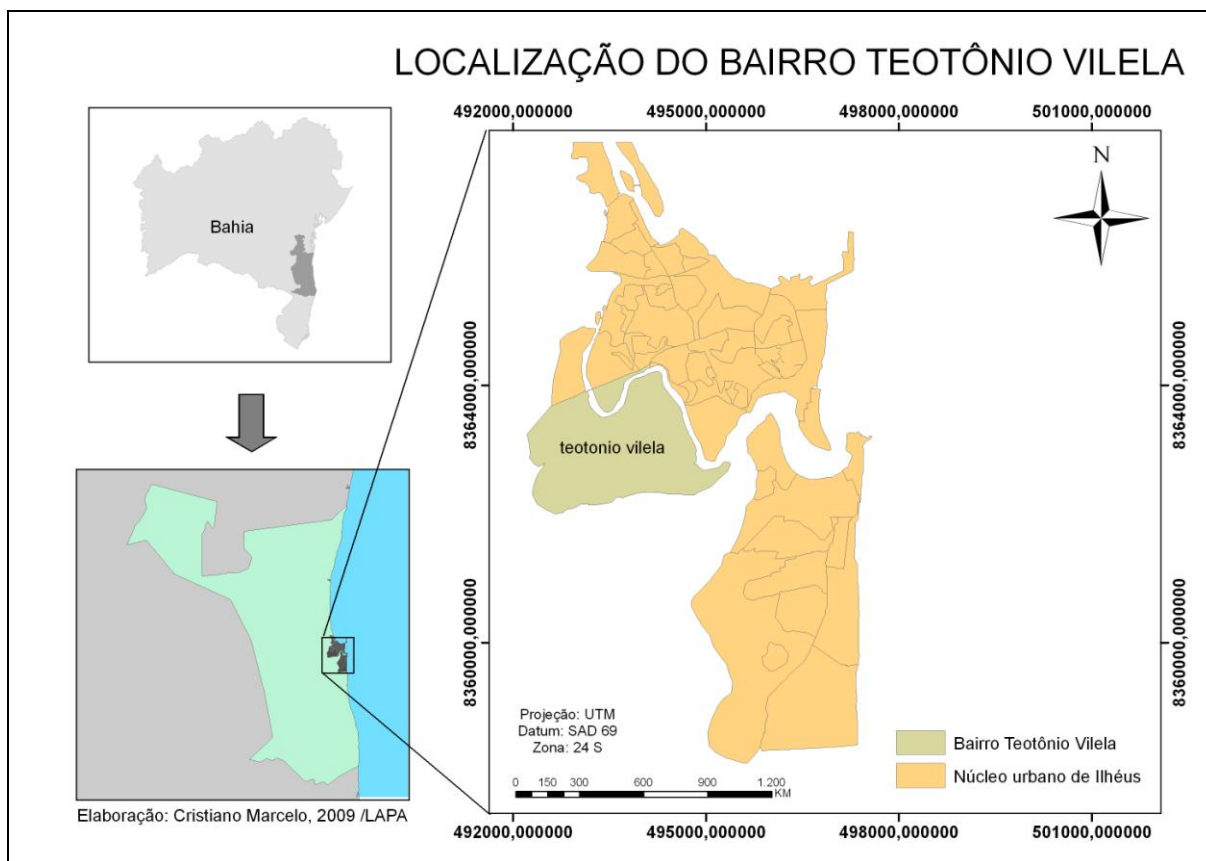 LOCALIZAÇÃO DO BAIRRO TEOTÔNIO VILELA
492000,000000 495000,000000 498000,000000 501000,000000
Bahia
N
8364000,000000
8364000,000000
teotonio vilela
8360000,000000
8360000,000000
Projeção: UTM
Datum: SAD 69
Zona: 24 S
0 150 300 600 900 1.200
KM
Bairro Teotônio Vilela
Núcleo urbano de Ilhéus
Elaboração: Cristiano Marcelo, 2009 /LAPA
492000,000000 495000,000000 498000,000000 501000,000000